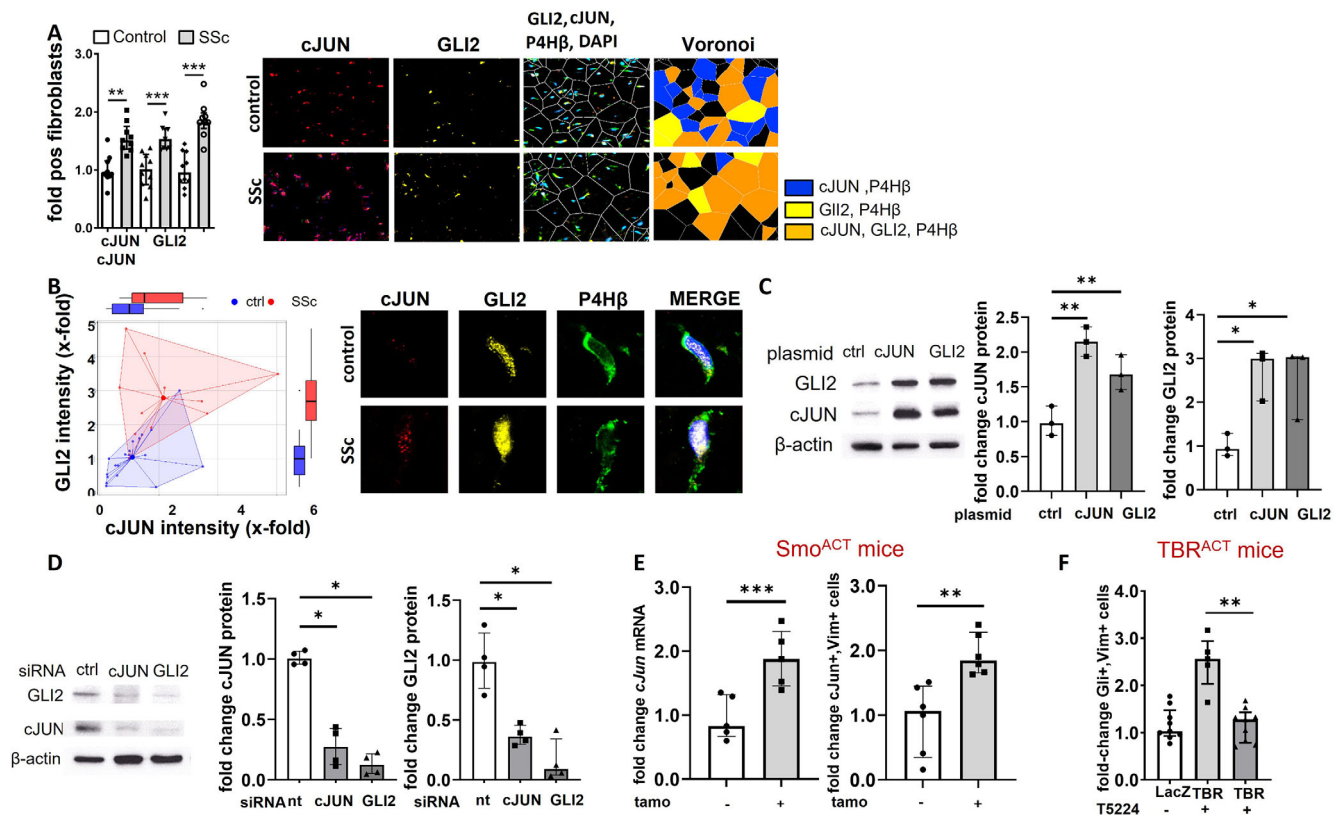 A
Control SSc
fold pos fibroblasts
3.0
2.0
1.0
0.0
** *** ***
cJUN GLI2
cJUN
cJUN
GLI2
GLI2, cJUN,
P4Hβ, DAPI
Voronoi
control
SSc
cJUN ,P4Hβ
GlI2, P4Hβ
cJUN, GLI2, P4Hβ
B
ctrl SSc
GLI2 intensity (x-fold)
5
4
3
2
1
0
0 2 4 6
cJUN intensity (x-fold)
cJUN GLI2 P4Hβ MERGE
control
SSc
C
plasmid ctrl cJUN GLI2
GLI2
cJUN
β-actin
fold change cJUN protein
2.5
2.0
1.5
1.0
0.5
0.0
**
**
plasmid ctrl cJUN GLI2
fold change GLI2 protein
4
3
2
1
0
*
*
ctrl cJUN GLI2
D
siRNA ctrl cJUN GLI2
GLI2
cJUN
β-actin
fold change cJUN protein
1.5
1.0
0.5
0.0
*
*
siRNA nt cJUN GLI2
fold change GLI2 protein
1.5
1.0
0.5
0.0
*
*
siRNA nt cJUN GLI2
E
SmoACT mice
fold change cJun mRNA
3.0
2.0
1.0
0.0
***
tamo - +
fold change cJun+,Vim+ cells
3.0
2.0
1.0
0.0
**
tamo - +
F
TBRACT mice
fold-change Gli+,Vim+ cells
4.0
3.0
2.0
1.0
0.0
**
LacZ TBR TBR
T5224 - + +